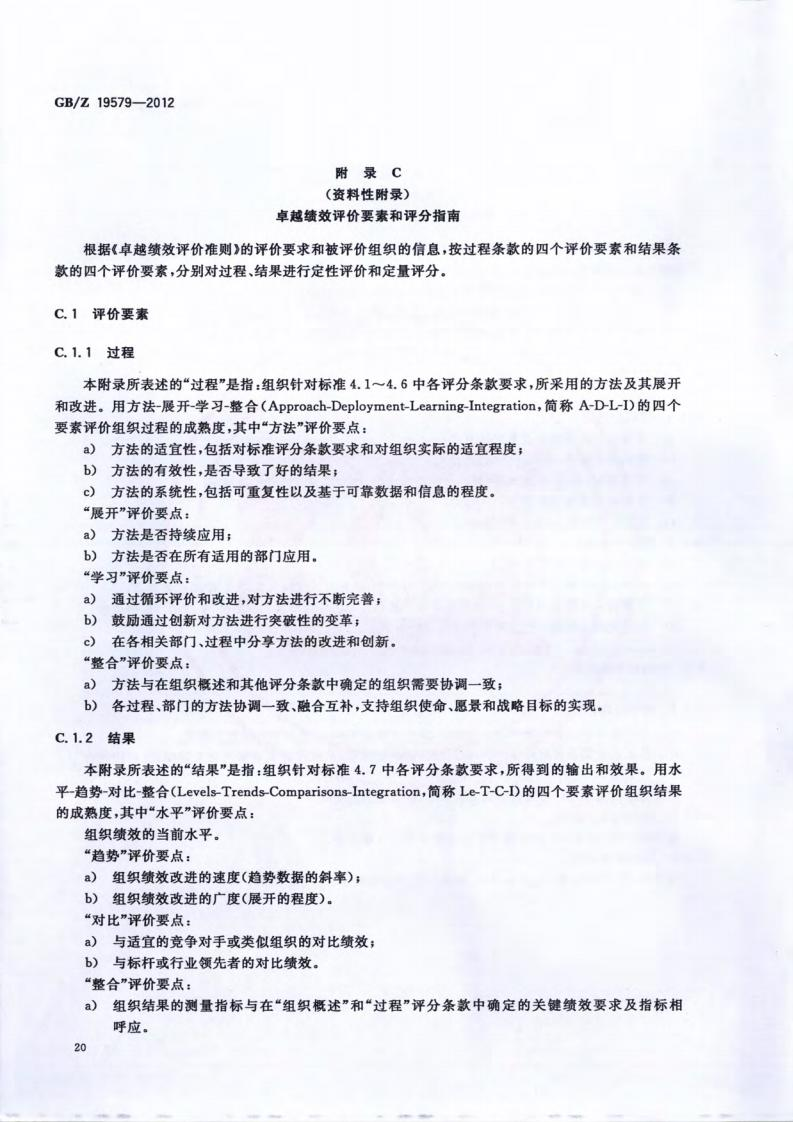 GB/Z 19579—2012
附 录 C
（资料性附录）
卓越绩效评价要素和评分指南
根据《卓越绩效评价准则》的评价要求和被评价组织的信息,按过程条款的四个评价要素和结果条
款的四个评价要素,分别对过程、结果进行定性评价和定量评分。
C.1 评价要素
C.1.1 过程
本附录所表述的“过程”是指:组织针对标准 4.1～4.6 中各评分条款要求,所采用的方法及其展开
和改进。用方法-展开-学习-整合(Approach-Deployment-Learning-Integration,简称 A-D-L-I)的四个
要素评价组织过程的成熟度,其中“方法”评价要点:
a) 方法的适宜性,包括对标准评分条款要求和对组织实际的适宜程度;
b) 方法的有效性,是否导致了好的结果;
c) 方法的系统性,包括可重复性以及基于可靠数据和信息的程度。
“展开”评价要点:
a) 方法是否持续应用;
b) 方法是否在所有适用的部门应用。
“学习”评价要点:
a) 通过循环评价和改进,对方法进行不断完善;
b) 鼓励通过创新对方法进行突破性的变革;
c) 在各相关部门、过程中分享方法的改进和创新。
“整合”评价要点:
a) 方法与在组织概述和其他评分条款中确定的组织需要协调一致;
b) 各过程、部门的方法协调一致、融合互补,支持组织使命、愿景和战略目标的实现。
C.1.2 结果
本附录所表述的“结果”是指:组织针对标准 4.7 中各评分条款要求,所得到的输出和效果。用水
平-趋势-对比-整合(Levels-Trends-Comparisons-Integration,简称 Le-T-C-I)的四个要素评价组织结果
的成熟度,其中“水平”评价要点:
组织绩效的当前水平。
“趋势”评价要点:
a) 组织绩效改进的速度(趋势数据的斜率);
b) 组织绩效改进的广度(展开的程度)。
“对比”评价要点:
a) 与适宜的竞争对手或类似组织的对比绩效;
b) 与标杆或行业领先者的对比绩效。
“整合”评价要点:
a) 组织结果的测量指标与在“组织概述”和“过程”评分条款中确定的关键绩效要求及指标相
呼应。
20